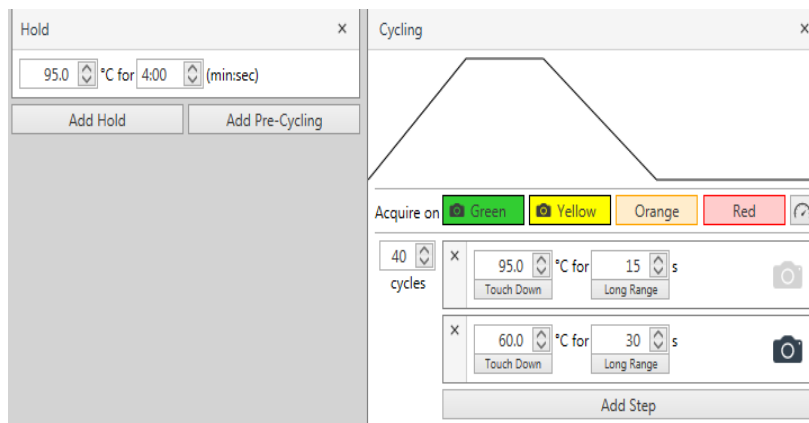 Hold ×
95.0 °C for 4:00 (min:sec)
Add Hold Add Pre-Cycling
Cycling ×
Acquire on Green Yellow Orange Red
40 cycles
× 95.0 °C for 15 s
Touch Down Long Range
× 60.0 °C for 30 s
Touch Down Long Range
Add Step